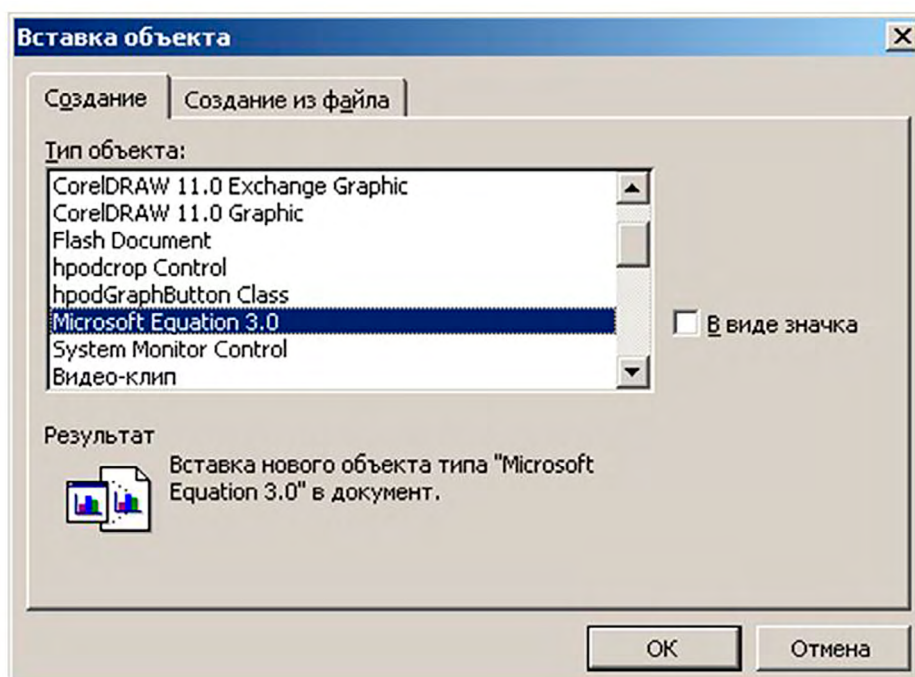 Вставка объекта
Создание
Создание из файла
Тип объекта:
CorelDRAW 11.0 Exchange Graphic
CorelDRAW 11.0 Graphic
Flash Document
hpodcrop Control
hpodGraphButton Class
Microsoft Equation 3.0
System Monitor Control
Видео-клип
В виде значка
Результат
Вставка нового объекта типа "Microsoft
Equation 3.0" в документ.
ОК
Отмена